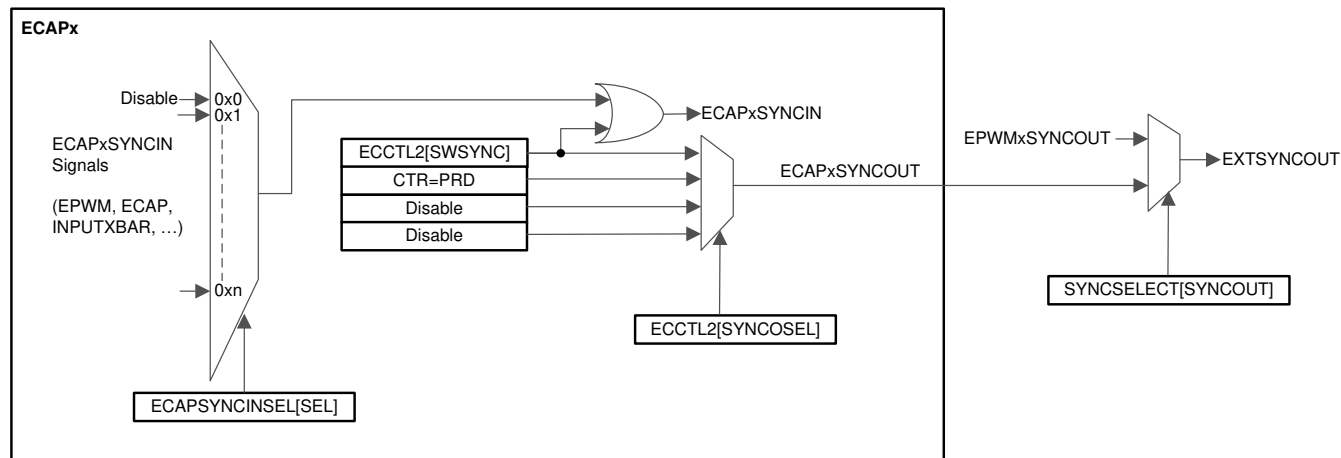 ECAPx
Disable
0x0
0x1
ECAPxSYNCIN
Signals
(EPWM, ECAP,
INPUTXBAR, …)
0xn
ECAPSYNCINSEL[SEL]
ECAPxSYNCIN
ECCTL2[SWSYNC]
CTR=PRD
Disable
Disable
ECAPxSYNCOUT
ECCTL2[SYNCOSEL]
EPWMxSYNCOUT
EXTSYNCOUT
SYNCSELECT[SYNCOUT]